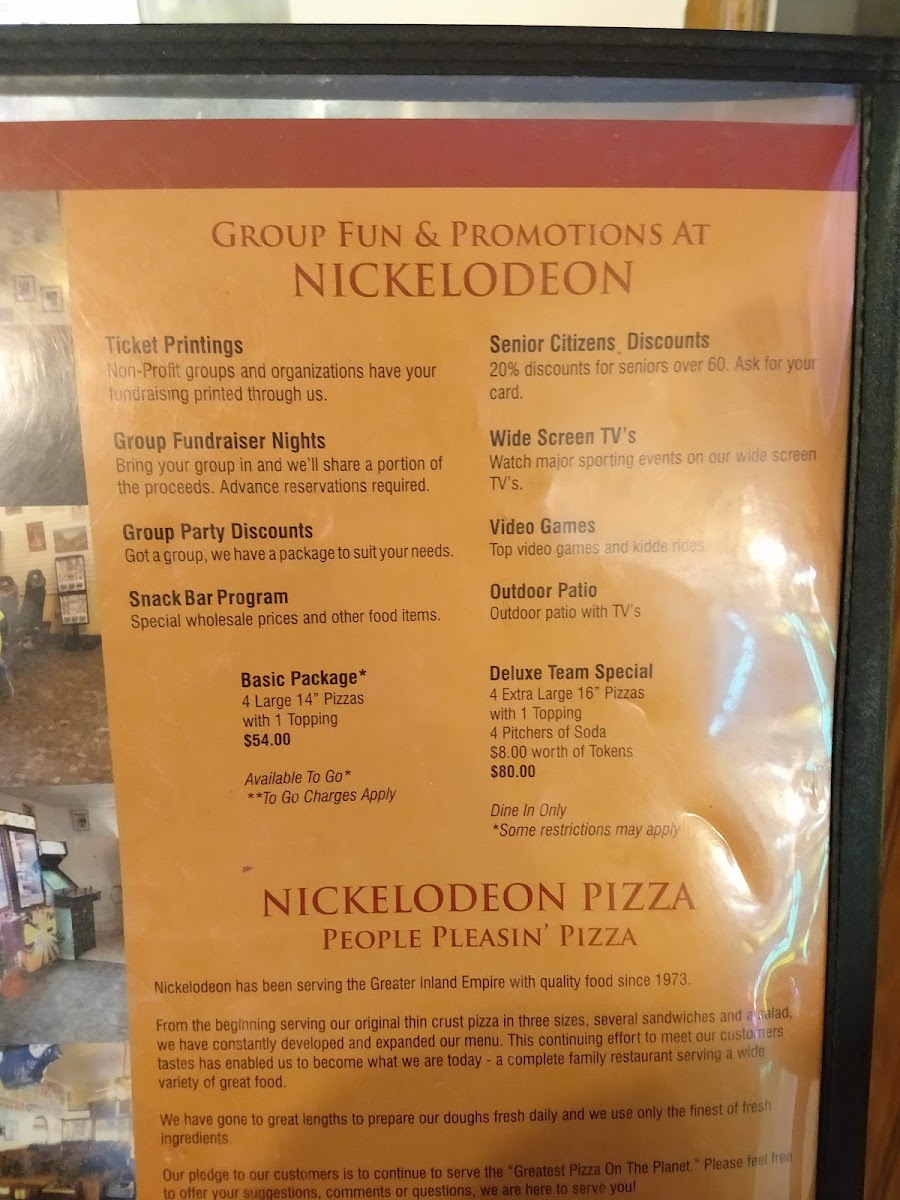 GROUP FUN & PROMOTIONS AT
NICKELODEON
Ticket Printings
Non-Profit groups and organizations have your
fundraising printed through us.
Group Fundraiser Nights
Bring your group in and we'll share a portion of
the proceeds. Advance reservations required.
Group Party Discounts
Got a group, we have a package to suit your needs.
Snack Bar Program
Special wholesale prices and other food items.
Senior Citizens Discounts
20% discounts for seniors over 60. Ask for your
card.
Wide Screen TV's
Watch major sporting events on our wide screen
TV's.
Video Games
Top video games and kidde rides.
Outdoor Patio
Outdoor patio with TV's
Basic Package*
4 Large 14" Pizzas
with 1 Topping
$54.00
Available To Go*
**To Go Charges Apply
Deluxe Team Special
4 Extra Large 16" Pizzas
with 1 Topping
4 Pitchers of Soda
$8.00 worth of Tokens
$80.00
Dine In Only
*Some restrictions may apply
NICKELODEON PIZZA
PEOPLE PLEASIN' PIZZA
Nickelodeon has been serving the Greater Inland Empire with quality food since 1973.
From the beginning serving our original thin crust pizza in three sizes, several sandwiches and a salad,
we have constantly developed and expanded our menu. This continuing effort to meet our customers
tastes has enabled us to become what we are today - a complete family restaurant serving a wide
variety of great food.
We have gone to great lengths to prepare our doughs fresh daily and we use only the finest of fresh
ingredients.
Our pledge to our customers is to continue to serve the "Greatest Pizza On The Planet." Please feel free
to offer your suggestions, comments or questions, we are here to serve you!